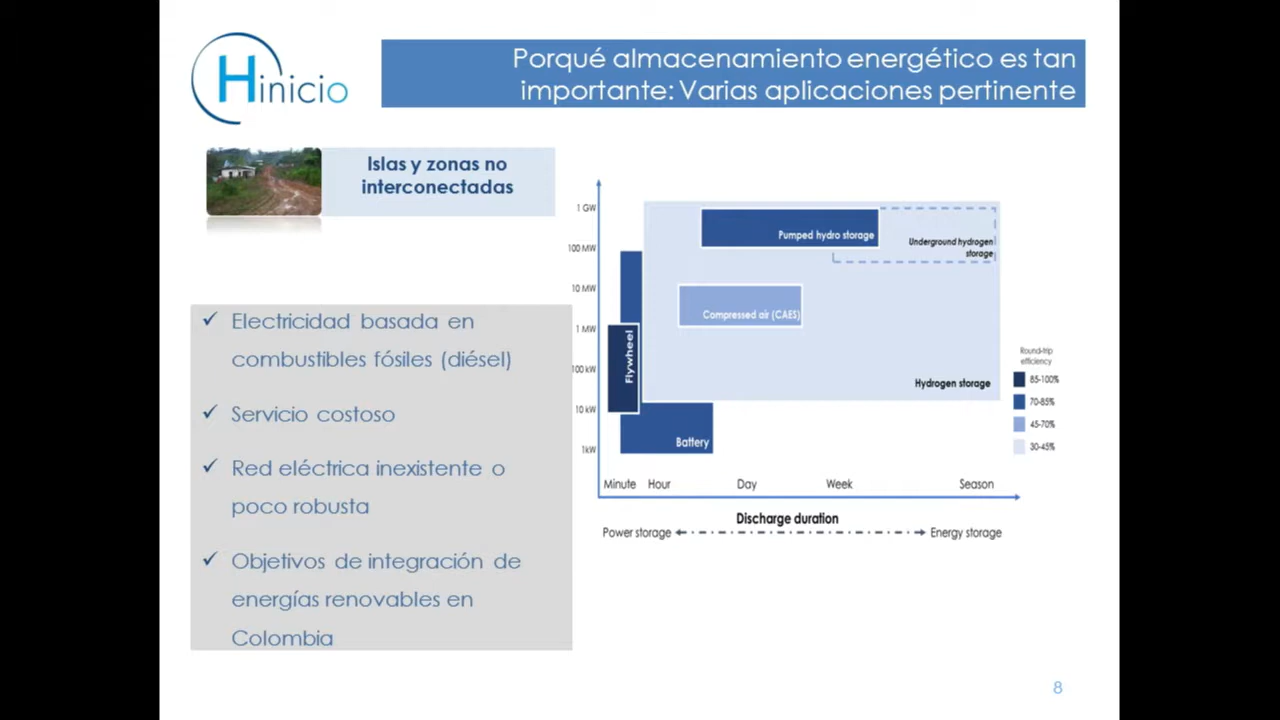 Hinicio
Porqué almacenamiento energético es tan
importante: Varias aplicaciones pertinente
Islas y zonas no
interconectadas
Electricidad basada en
combustibles fósiles (diésel)
Servicio costoso
Red eléctrica inexistente o
poco robusta
Objetivos de integración de
energías renovables en
Colombia
1 GW
100 MW
10 MW
1 MW
100 kW
10 kW
1kW
Pumped hydro storage
Underground hydrogen
storage
Compressed air (CAES)
Flywheel
Hydrogen storage
Battery
Minute
Hour
Day
Week
Season
Discharge duration
Power storage
Energy storage
Round-trip
efficiency
85-100%
70-85%
45-70%
30-45%
8